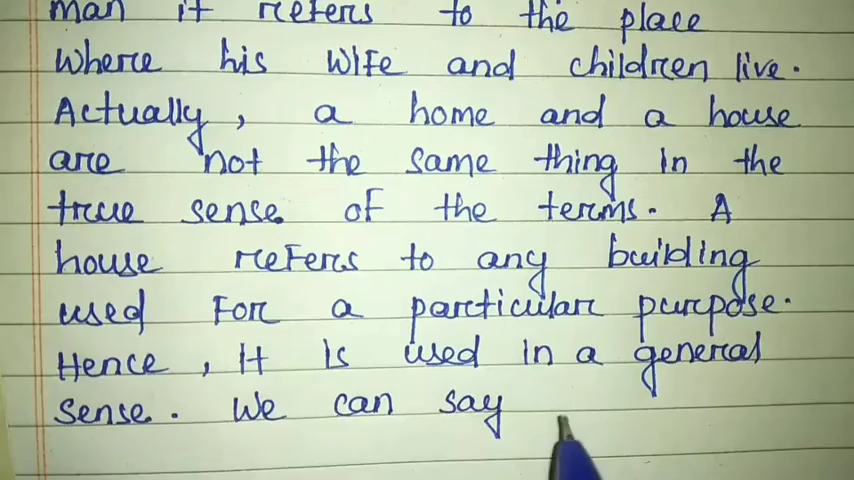 man it refers to the place
where his wife and children live.
Actually, a home and a house
are not the same thing in the
true sense of the terms. A
house refers to any building
used for a particular purpose.
Hence, it is used in a general
sense. We can say